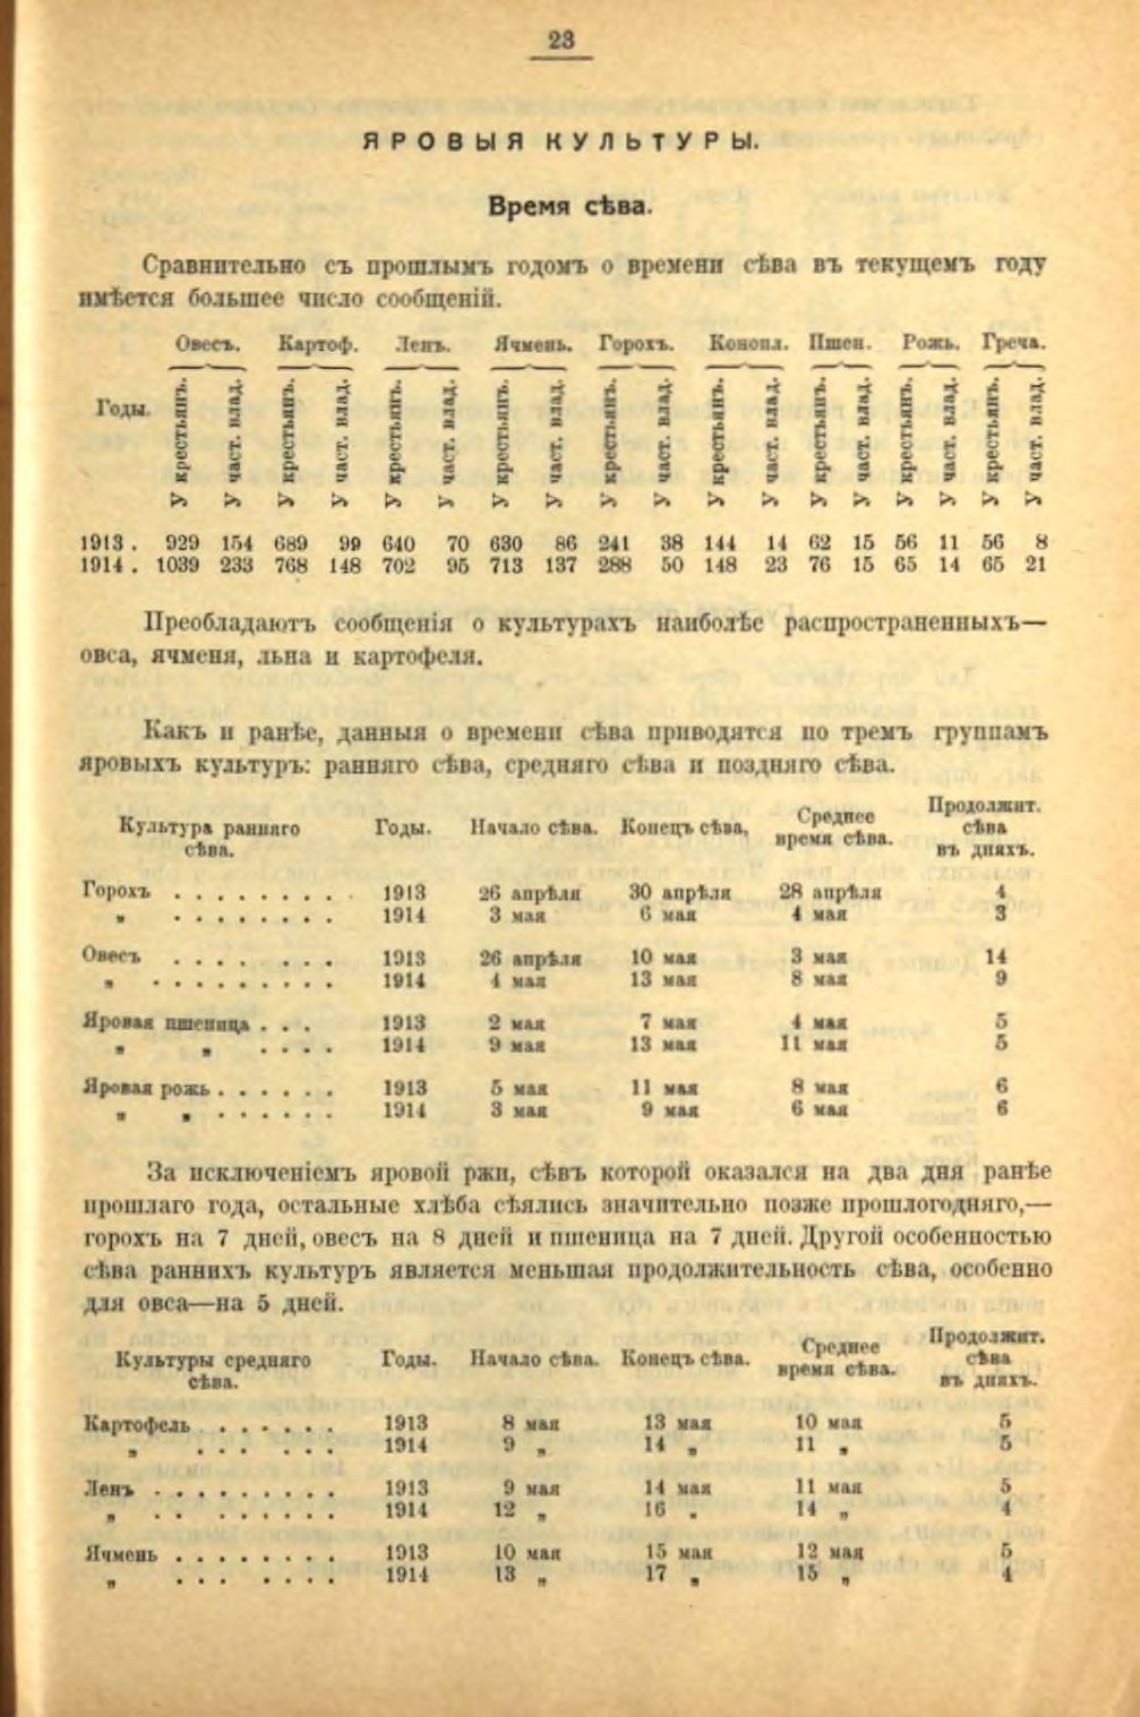 23
ЯРОВЫЯ КУЛЬТУРЫ.
Время сѣва.
Сравнительно съ прошлымъ годомъ о времени сѣва въ текущемъ году
имѣется большее число сообщеній.
Овесъ. Картоф. Ленъ. Ячмень. Горохъ. Конопл. Пшен. Рожь. Греча.
Годы. У крестьянъ. У част. влад. У крестьянъ. У част. влад. У крестьянъ. У част. влад. У крестьянъ. У част. влад. У крестьянъ. У част. влад. У крестьянъ. У част. влад. У крестьянъ. У част. влад. У крестьянъ. У част. влад. У крестьянъ. У част. влад.
1913 . 929 154 689 99 640 70 630 86 241 38 144 14 62 15 56 11 56 8
1914 . 1039 233 768 148 702 95 713 137 288 50 148 23 76 15 65 14 65 21
Преобладаютъ сообщенія о культурахъ наиболѣе распространенныхъ—
овса, ячменя, льна и картофеля.
Какъ и ранѣе, данныя о времени сѣва приводятся по тремъ группамъ
яровыхъ культуръ: ранняго сѣва, средняго сѣва и поздняго сѣва.
Культура ранняго сѣва. Годы. Начало сѣва. Конецъ сѣва, Среднее время сѣва. Продолжит. сѣва въ дняхъ.
Горохъ . . . . . . . . . 1913 26 апрѣля 30 апрѣля 28 апрѣля 4
„ . . . . . . . . 1914 3 мая 6 мая 4 мая 3
Овесъ . . . . . . . 1913 26 апрѣля 10 мая 3 мая 14
„ . . . . . . . . . 1914 4 мая 13 мая 8 мая 9
Яровая пшеница . . . 1913 2 мая 7 мая 4 мая 5
„ „ . . . . 1914 9 мая 13 мая 11 мая 5
Яровая рожь . . . . . . 1913 5 мая 11 мая 8 мая 6
„ „ . . . . . . 1914 3 мая 9 мая 6 мая 6
За исключеніемъ яровой ржи, сѣвъ которой оказался на два дня ранѣе
прошлаго года, остальные хлѣба сѣялись значительно позже прошлогодняго,—
горохъ на 7 дней, овесъ на 8 дней и пшеница на 7 дней. Другой особенностью
сѣва раннихъ культуръ является меньшая продолжительность сѣва, особенно
для овса—на 5 дней.
Культуры средняго сѣва. Годы. Начало сѣва. Конецъ сѣва. Среднее время сѣва. Продолжит. сѣва въ дняхъ.
Картофель . . . . . . . 1913 8 мая 13 мая 10 мая 5
„ . . . . . . 1914 9 „ 14 „ 11 „ 5
Ленъ . . . . . . . . . 1913 9 мая 14 мая 11 мая 5
„ . . . . . . . . 1914 12 „ 16 „ 14 „ 4
Ячмень . . . . . . . . 1913 10 мая 15 мая 12 мая 5
„ . . . . . . . 1914 13 „ 17 „ 15 „ 4